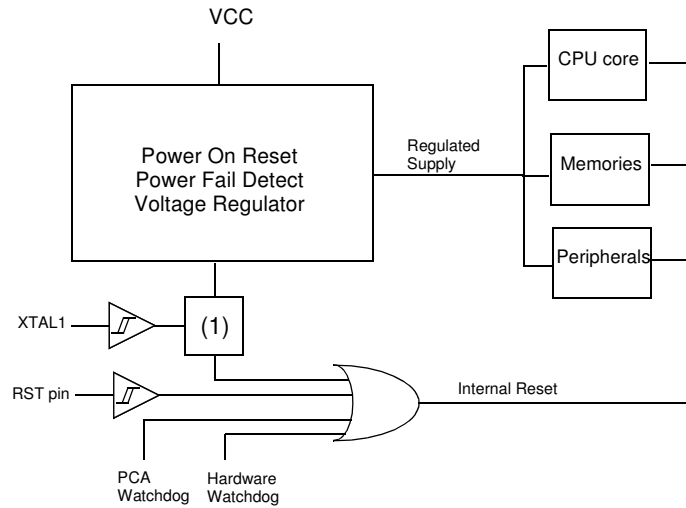 VCC
CPU core
Power On Reset
Power Fail Detect
Voltage Regulator
Regulated
Supply
Memories
Peripherals
XTAL1
(1)
RST pin
Internal Reset
PCA
Watchdog
Hardware
Watchdog